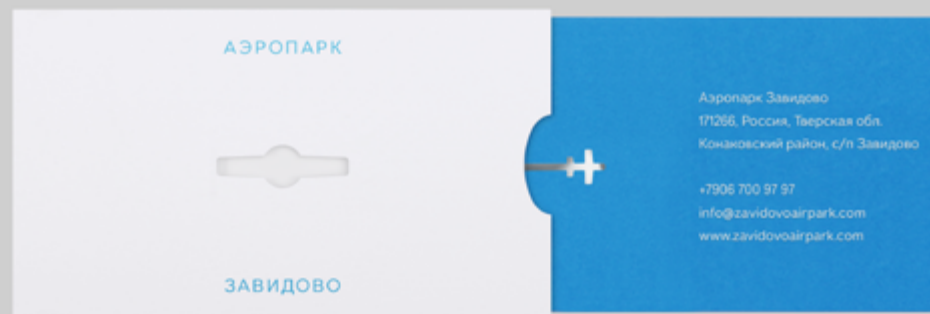 АЭРОПАРК
ЗАВИДОВО
Аэропарк Завидово
171266, Россия, Тверская обл.
Конаковский район, с/п Завидово
+7906 700 97 97
info@zavidovoairpark.com
www.zavidovoairpark.com